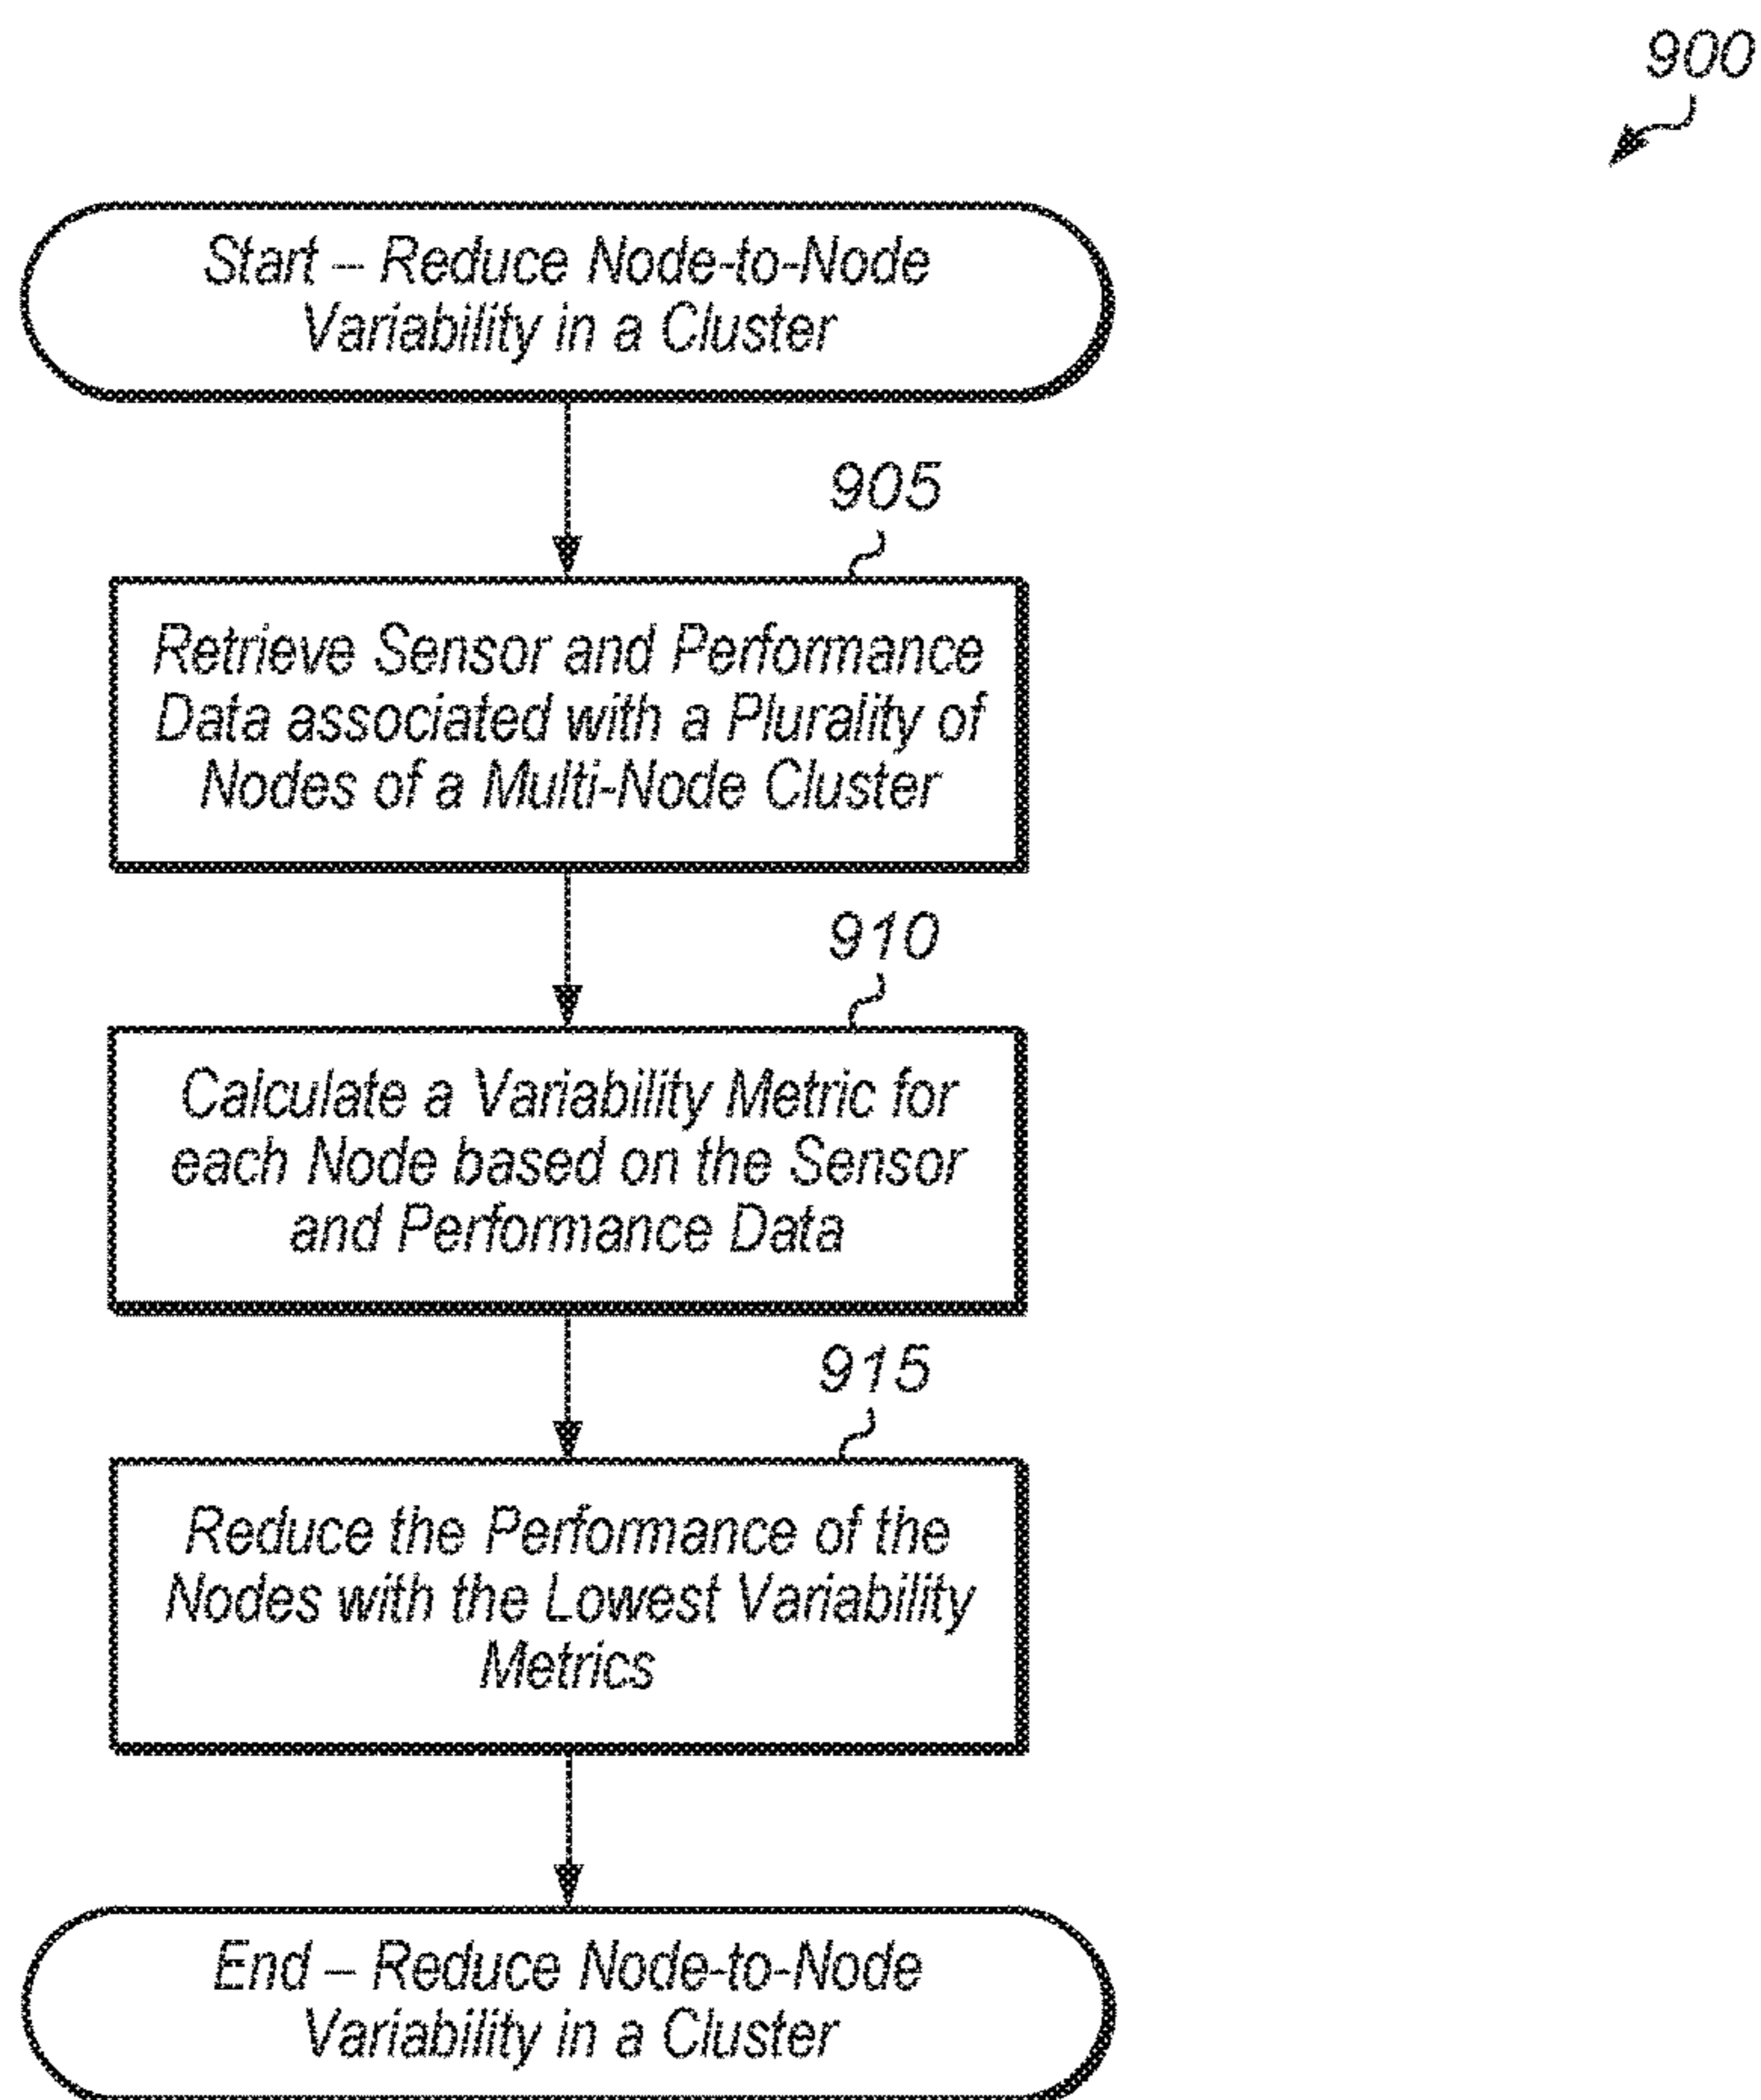 900
Start – Reduce Node-to-Node
Variability in a Cluster
905
Retrieve Sensor and Performance
Data associated with a Plurality of
Nodes of a Multi-Node Cluster
910
Calculate a Variability Metric for
each Node based on the Sensor
and Performance Data
915
Reduce the Performance of the
Nodes with the Lowest Variability
Metrics
End – Reduce Node-to-Node
Variability in a Cluster